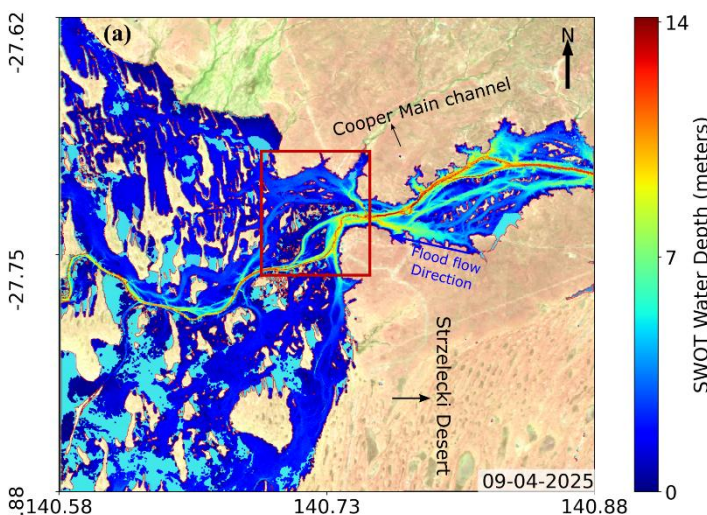 -27.62
(a)
N
Cooper Main channel
-27.75
Flood flow
Direction
Strzelecki Desert
.88
09-04-2025
.140.58
140.73
140.88
14
7
0
SWOT Water Depth (meters)